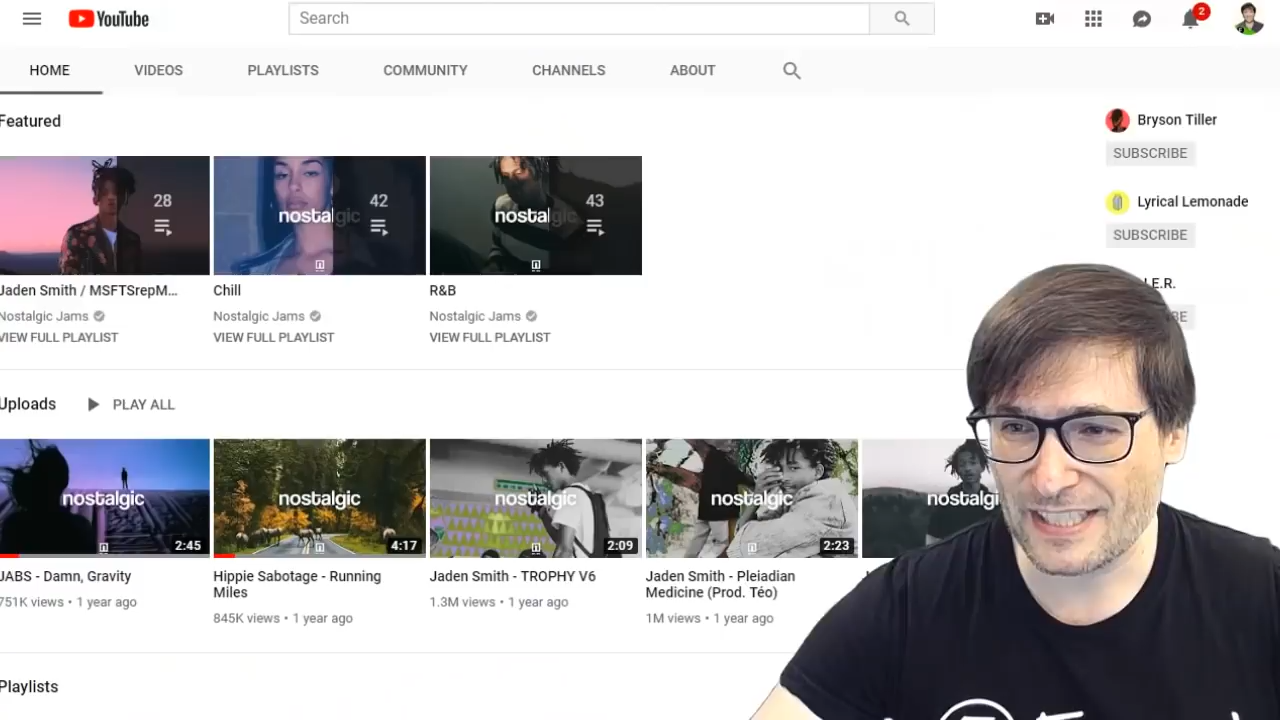 YouTube
Search
2
HOME
VIDEOS
PLAYLISTS
COMMUNITY
CHANNELS
ABOUT
Featured
28
nostalgic
42
nostalgic
43
Jaden Smith / MSFTSrepM...
Nostalgic Jams
VIEW FULL PLAYLIST
Chill
Nostalgic Jams
VIEW FULL PLAYLIST
R&B
Nostalgic Jams
VIEW FULL PLAYLIST
Bryson Tiller
SUBSCRIBE
Lyrical Lemonade
SUBSCRIBE
I.E.R.
BE
Uploads
PLAY ALL
nostalgic
2:45
nostalgic
4:17
nostalgic
2:09
nostalgic
2:23
nostalgi
JABS - Damn, Gravity
751K views • 1 year ago
Hippie Sabotage - Running
Miles
845K views • 1 year ago
Jaden Smith - TROPHY V6
1.3M views • 1 year ago
Jaden Smith - Pleiadian
Medicine (Prod. Téo)
1M views • 1 year ago
Playlists